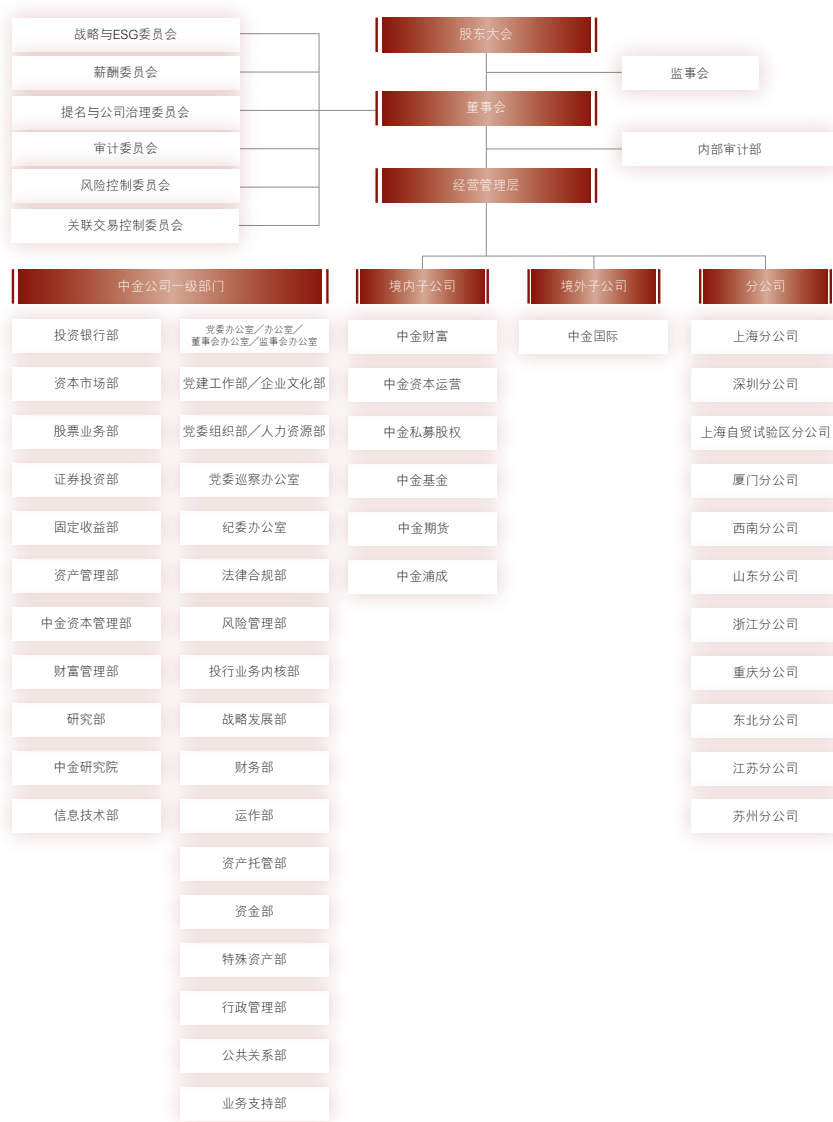 战略与ESG委员会
薪酬委员会
提名与公司治理委员会
审计委员会
风险控制委员会
关联交易控制委员会
股东大会
监事会
董事会
内部审计部
经营管理层
中金公司一级部门
投资银行部
资本市场部
股票业务部
证券投资部
固定收益部
资产管理部
中金资本管理部
财富管理部
研究部
中金研究院
信息技术部
党委办公室／办公室／
董事会办公室／监事会办公室
党建工作部／企业文化部
党委组织部／人力资源部
党委巡察办公室
纪委办公室
法律合规部
风险管理部
投行业务内核部
战略发展部
财务部
运作部
资产托管部
资金部
特殊资产部
行政管理部
公共关系部
业务支持部
境内子公司
中金财富
中金资本运营
中金私募股权
中金基金
中金期货
中金浦成
境外子公司
中金国际
分公司
上海分公司
深圳分公司
上海自贸试验区分公司
厦门分公司
西南分公司
山东分公司
浙江分公司
重庆分公司
东北分公司
江苏分公司
苏州分公司